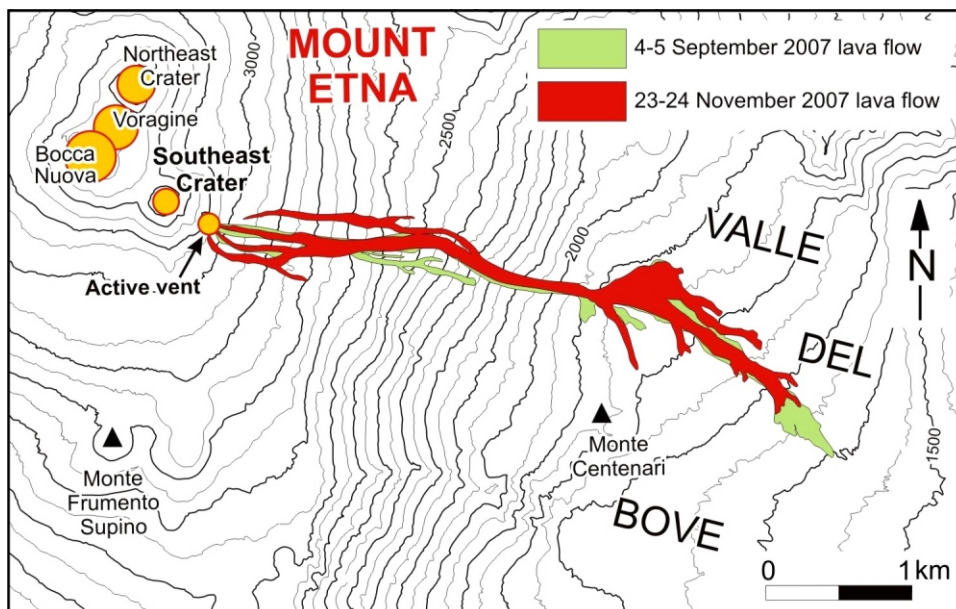 MOUNT
ETNA
4-5 September 2007 lava flow
23-24 November 2007 lava flow
Northeast
Crater
Voragine
Bocca
Nuova
Southeast
Crater
Active vent
3000
2500
2000
1500
VALLE
DEL
BOVE
N
Monte
Frumento
Supino
Monte
Centenari
0 1 km